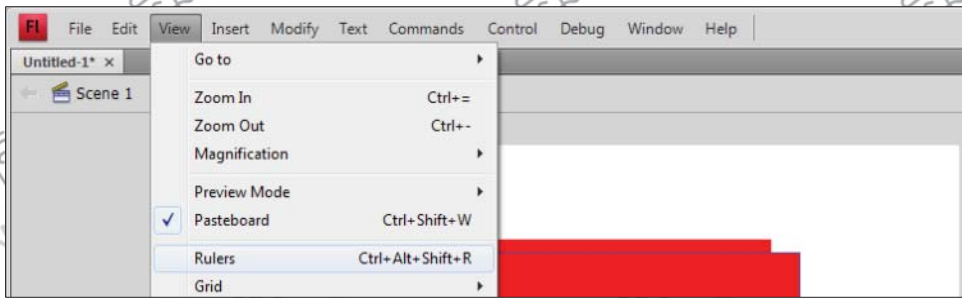 Fl File Edit View Insert Modify Text Commands Control Debug Window Help
Untitled-1* ×
Scene 1
Go to
Zoom In Ctrl+=
Zoom Out Ctrl+-
Magnification
Preview Mode
Pasteboard Ctrl+Shift+W
Rulers Ctrl+Alt+Shift+R
Grid